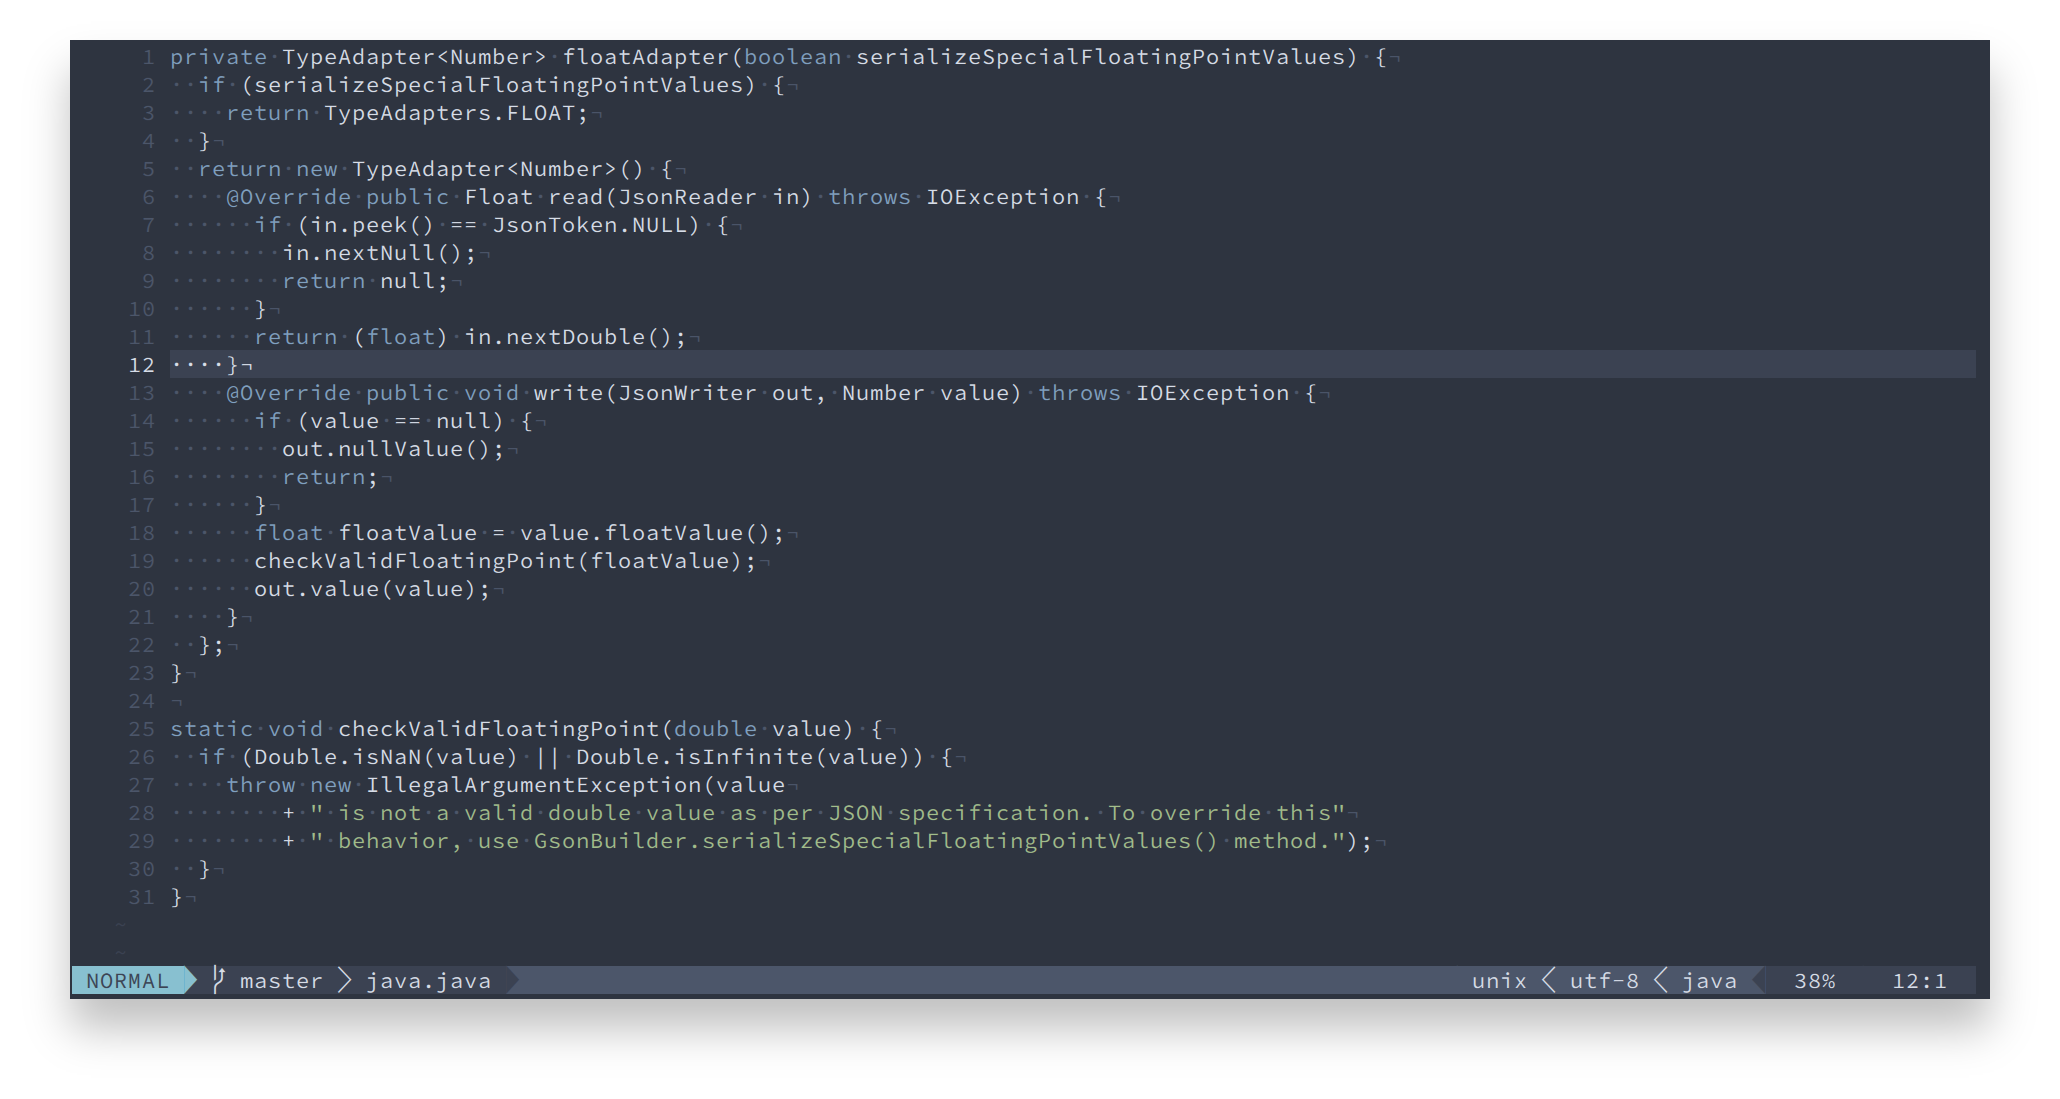 1 private TypeAdapter<Number> floatAdapter(boolean serializeSpecialFloatingPointValues) {¬
2 ··if (serializeSpecialFloatingPointValues) {¬
3 ····return TypeAdapters.FLOAT;¬
4 ··}¬
5 ··return new TypeAdapter<Number>() {¬
6 ····@Override public Float read(JsonReader in) throws IOException {¬
7 ······if (in.peek() == JsonToken.NULL) {¬
8 ········in.nextNull();¬
9 ········return null;¬
10 ······}¬
11 ······return (float) in.nextDouble();¬
12 ····}¬
13 ····@Override public void write(JsonWriter out, Number value) throws IOException {¬
14 ······if (value == null) {¬
15 ········out.nullValue();¬
16 ········return;¬
17 ······}¬
18 ······float floatValue = value.floatValue();¬
19 ······checkValidFloatingPoint(floatValue);¬
20 ······out.value(value);¬
21 ····}¬
22 ··};¬
23 }¬
24 ¬
25 static void checkValidFloatingPoint(double value) {¬
26 ··if (Double.isNaN(value) || Double.isInfinite(value)) {¬
27 ····throw new IllegalArgumentException(value¬
28 ········+ " is not a valid double value as per JSON specification. To override this"¬
29 ········+ " behavior, use GsonBuilder.serializeSpecialFloatingPointValues() method.");¬
30 ··}¬
31 }¬
~
~
NORMAL master java.java unix utf-8 java 38% 12:1